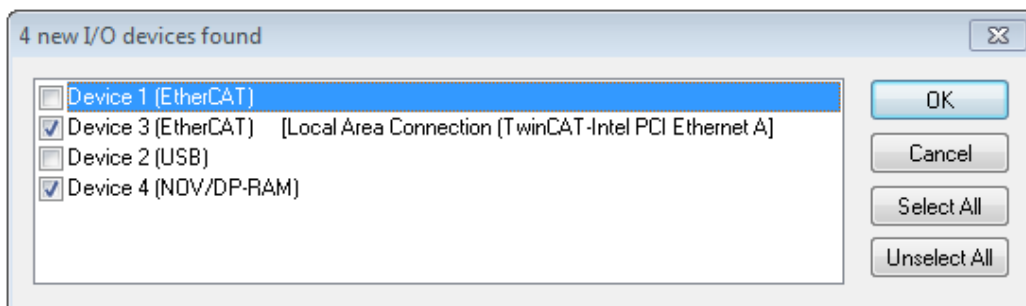 4 new I/O devices found
Device 1 (EtherCAT)
Device 3 (EtherCAT) [Local Area Connection (TwinCAT-Intel PCI Ethernet A]
Device 2 (USB)
Device 4 (NOV/DP-RAM)
OK
Cancel
Select All
Unselect All